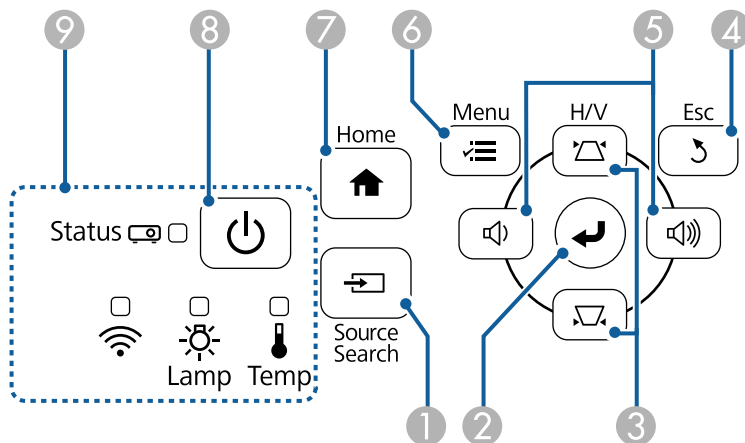 9 8 7 6 5 4
Menu H/V Esc
Home
Status
Source
Search
Lamp Temp
1 2 3